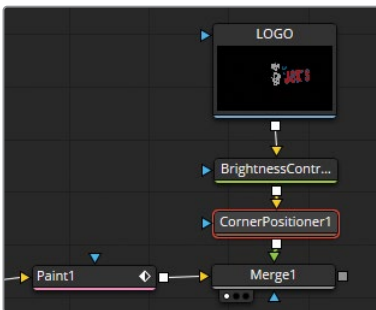 LOGO
BrightnessContr...
CornerPositioner1
Paint1
Merge1